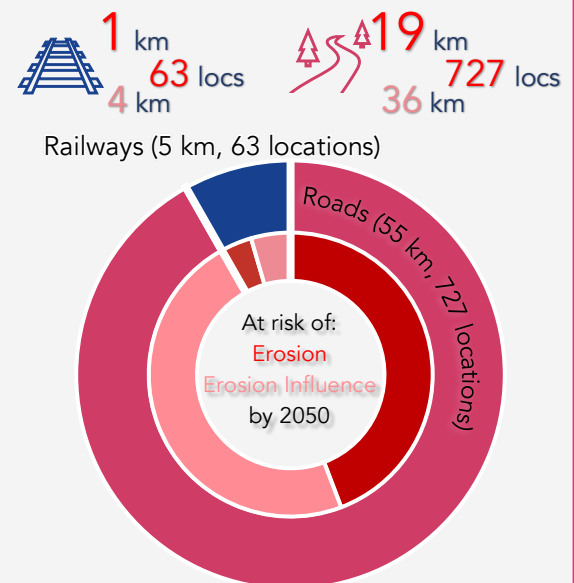 1 km
63 locs
4 km
19 km
727 locs
36 km
Railways (5 km, 63 locations)
Roads (55 km, 727 locations)
At risk of:
Erosion
Erosion Influence
by 2050